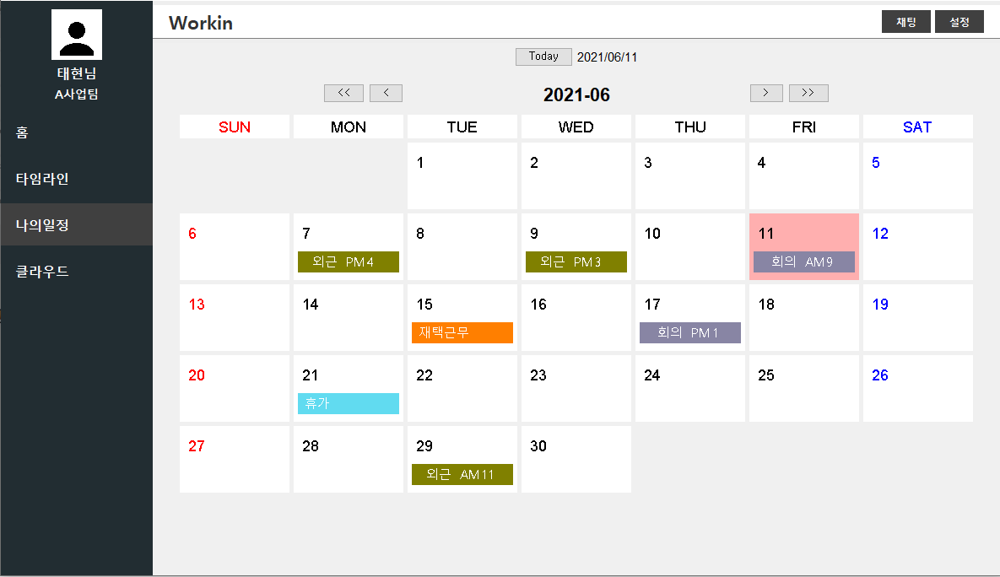 Workin
채팅 설정
태현님
A사업팀
홈
타임라인
나의일정
클라우드
Today 2021/06/11
<< < 2021-06 > >>
SUN MON TUE WED THU FRI SAT
1 2 3 4 5
6 7 8 9 10 11 12
외근 PM4 외근 PM3 회의 AM9
13 14 15 16 17 18 19
재택근무 회의 PM1
20 21 22 23 24 25 26
휴가
27 28 29 30
외근 AM11